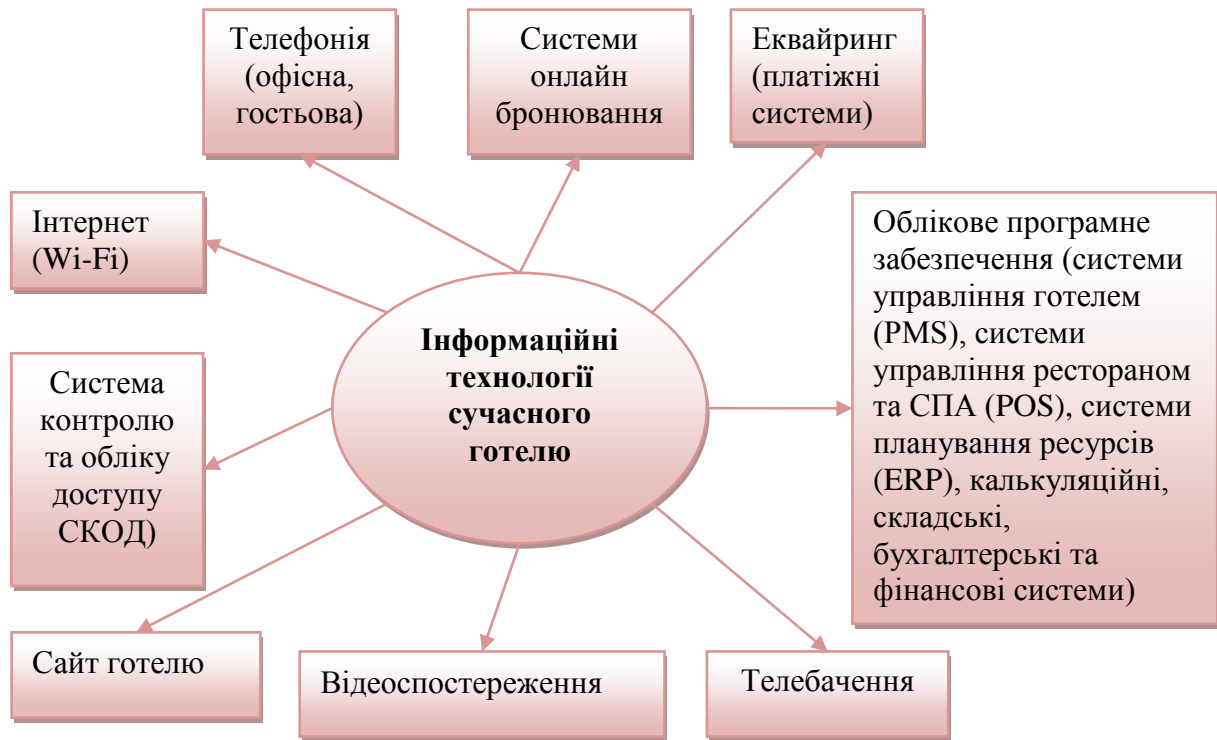 Телефонія
(офісна,
гостьова)
Системи
онлайн
бронювання
Еквайринг
(платіжні
системи)
Інтернет
(Wi-Fi)
Облікове програмне
забезпечення (системи
управління готелем
(PMS), системи
управління рестораном
та СПА (POS), системи
планування ресурсів
(ERP), калькуляційні,
складські,
бухгалтерські та
фінансові системи)
Інформаційні
технології
сучасного
готелю
Система
контролю
та обліку
доступу
СКОД)
Сайт готелю
Відеоспостереження
Телебачення